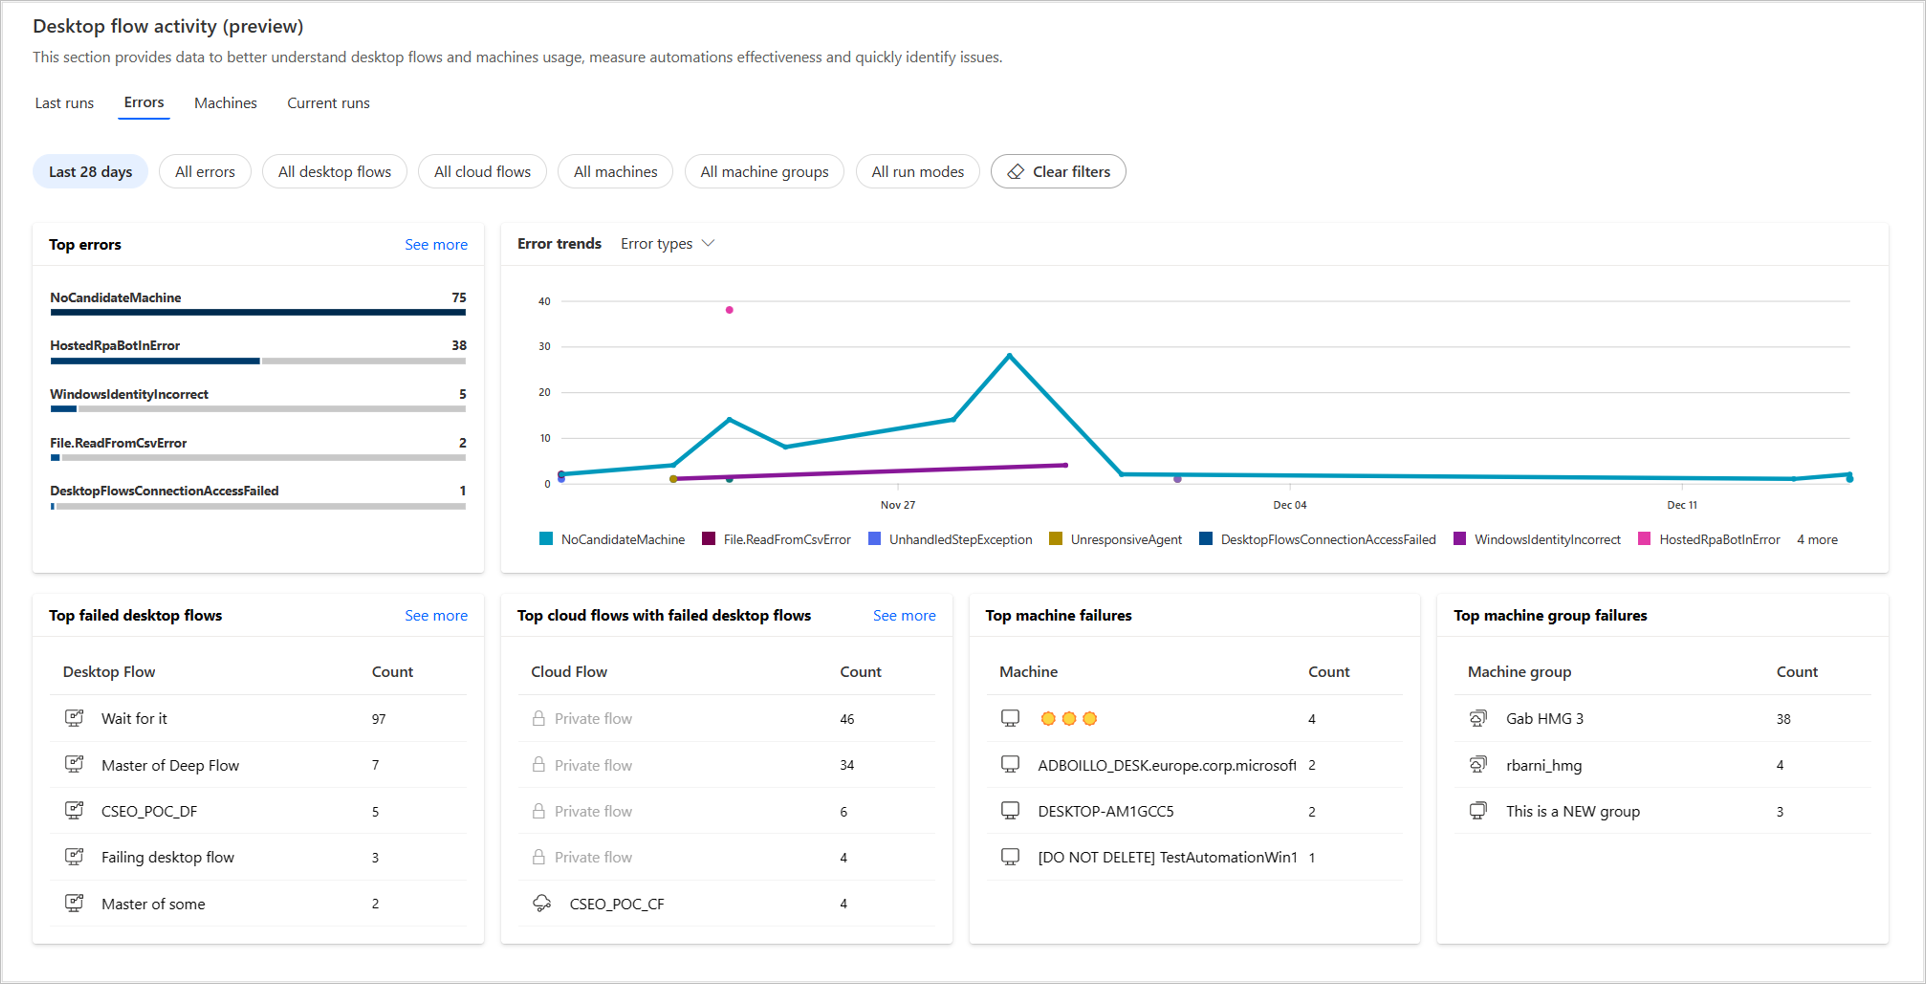 Desktop flow activity (preview)
This section provides data to better understand desktop flows and machines usage, measure automations effectiveness and quickly identify issues.
Last runs Errors Machines Current runs
Last 28 days All errors All desktop flows All cloud flows All machines All machine groups All run modes Clear filters
Top errors See more
NoCandidateMachine 75
HostedRpaBotInError 38
WindowsIdentityIncorrect 5
File.ReadFromCsvError 2
DesktopFlowsConnectionAccessFailed 1
Error trends Error types
40
30
20
10
0
Nov 27 Dec 04 Dec 11
NoCandidateMachine File.ReadFromCsvError UnhandledStepException UnresponsiveAgent DesktopFlowsConnectionAccessFailed WindowsIdentityIncorrect HostedRpaBotInError 4 more
Top failed desktop flows See more
Desktop Flow Count
Wait for it 97
Master of Deep Flow 7
CSEO_POC_DF 5
Failing desktop flow 3
Master of some 2
Top cloud flows with failed desktop flows See more
Cloud Flow Count
Private flow 46
Private flow 34
Private flow 6
Private flow 4
CSEO_POC_CF 4
Top machine failures
Machine Count
4
ADBOILLO_DESK.europe.corp.microsoft 2
DESKTOP-AM1GCC5 2
[DO NOT DELETE] TestAutomationWin1 1
Top machine group failures
Machine group Count
Gab HMG 3 38
rbarni_hmg 4
This is a NEW group 3